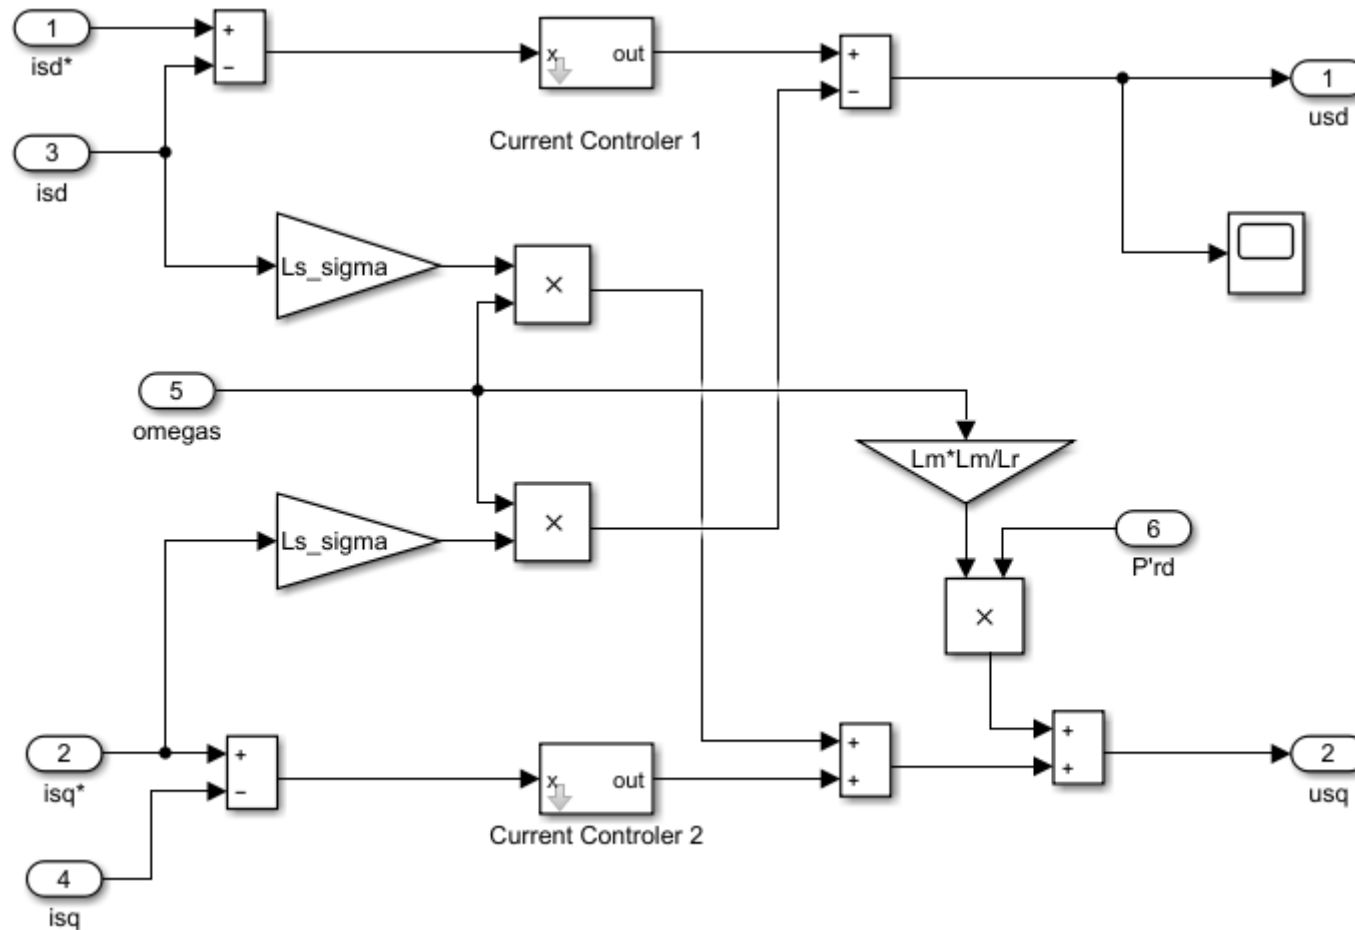 1
isd*
+
−
x
out
Current Controler 1
+
−
1
usd
3
isd
Ls_sigma
×
5
omegas
Lm*Lm/Lr
Ls_sigma
×
6
P'rd
×
2
isq*
+
−
x
out
Current Controler 2
+
+
+
+
2
usq
4
isq